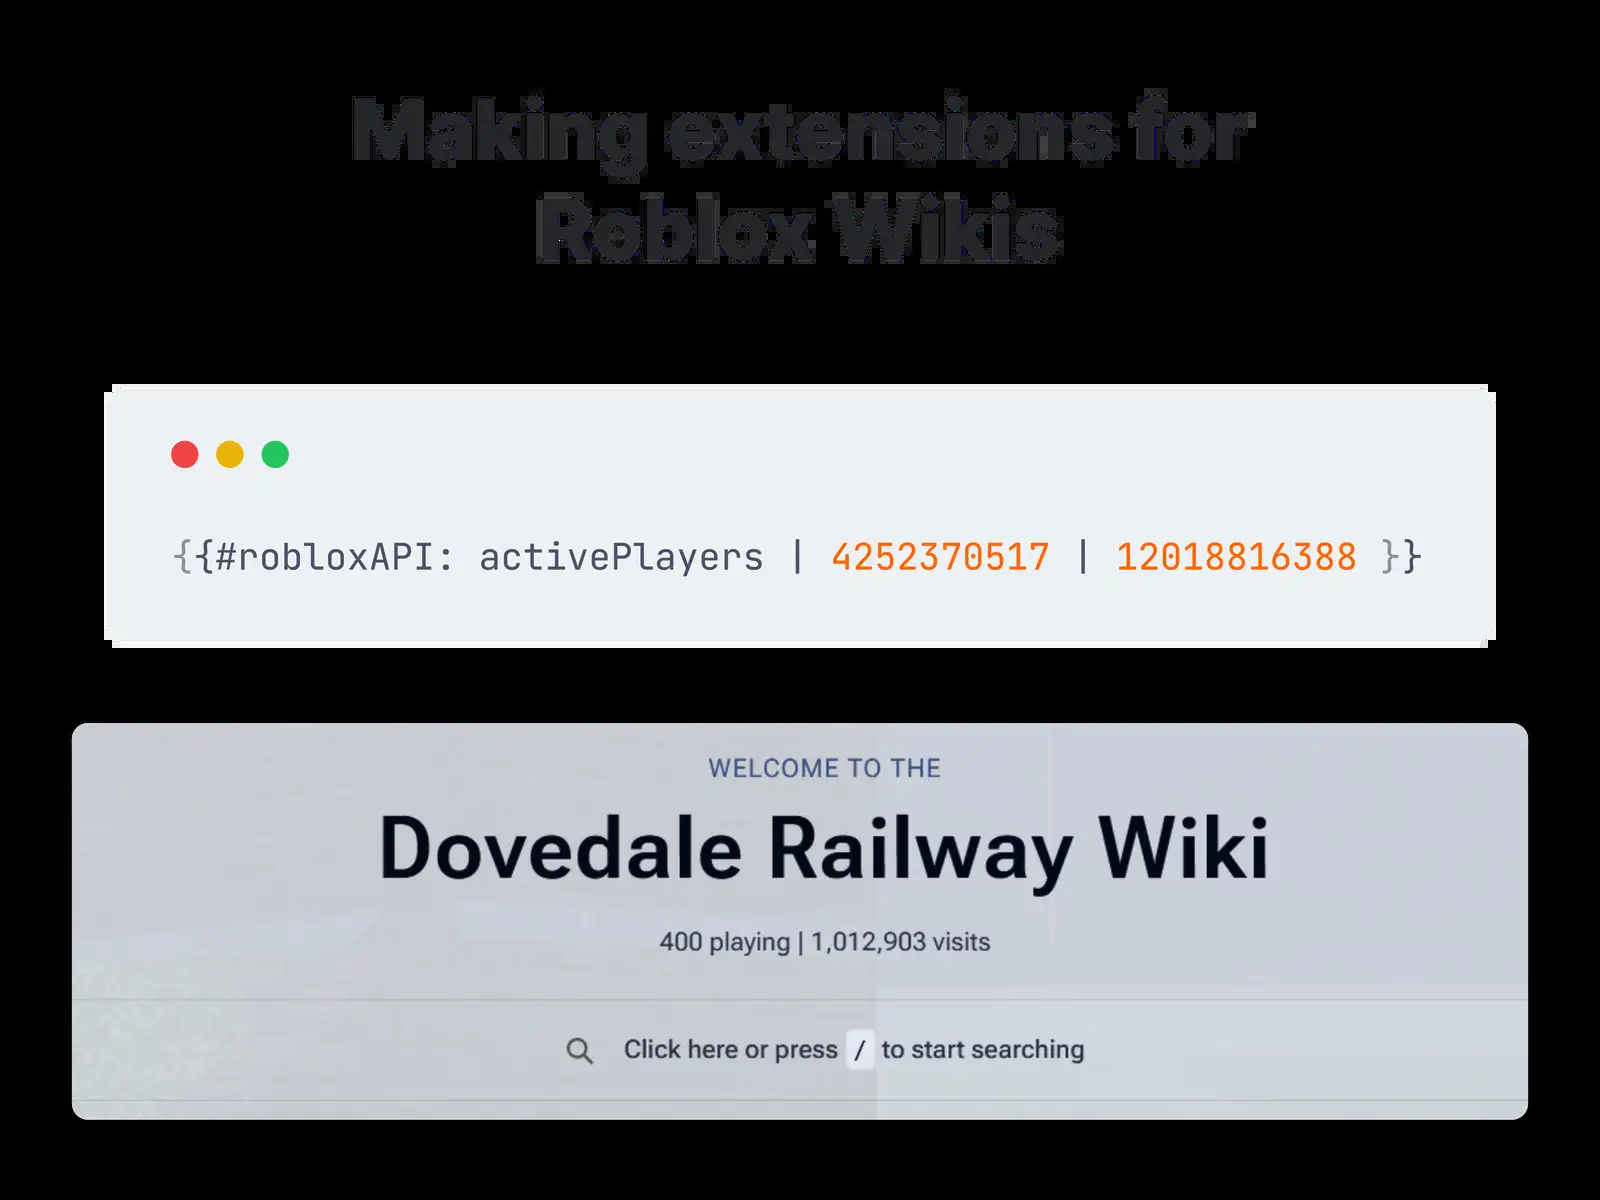 Making extensions for
Roblox Wikis
{{#robloxAPI: activePlayers | 4252370517 | 12018816388 }}
WELCOME TO THE
Dovedale Railway Wiki
400 playing | 1,012,903 visits
Click here or press / to start searching